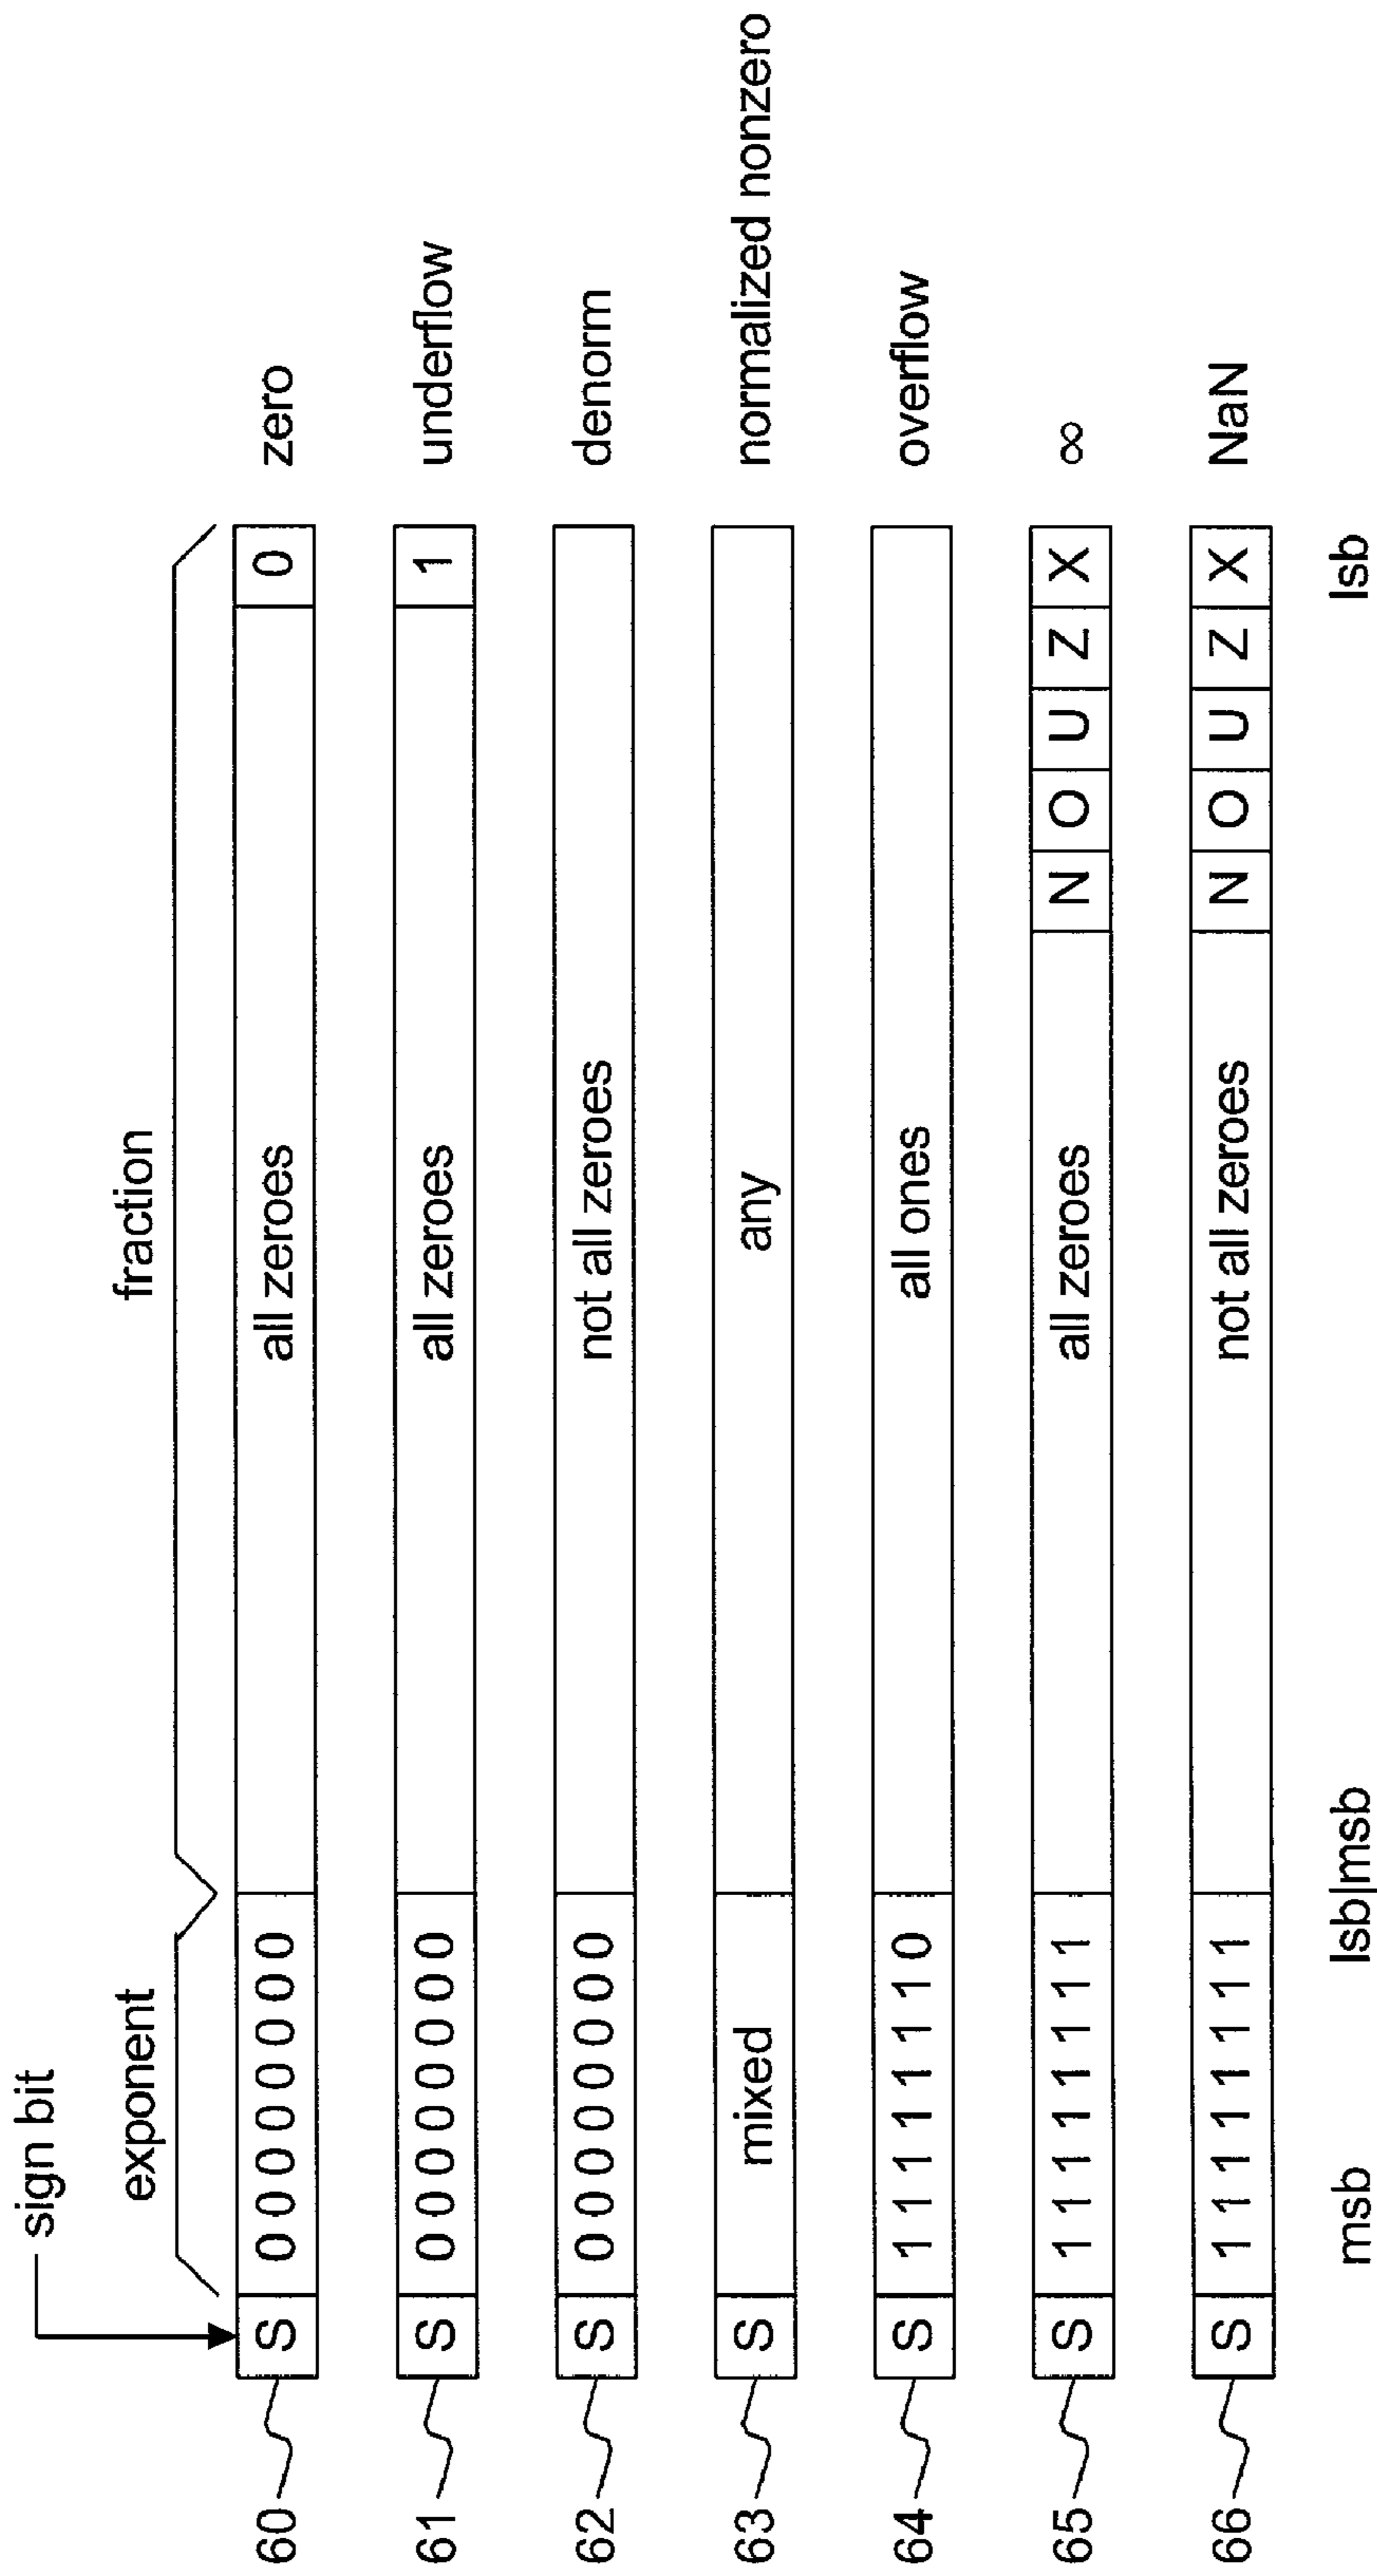 sign bit
exponent fraction
60 S 0 0 0 0 0 0 0 0 all zeroes 0 zero
61 S 0 0 0 0 0 0 0 0 all zeroes 1 underflow
62 S 0 0 0 0 0 0 0 0 not all zeroes denorm
63 S mixed any normalized nonzero
64 S 1 1 1 1 1 1 1 0 all ones overflow
65 S 1 1 1 1 1 1 1 1 all zeroes N O U Z X ∞
66 S 1 1 1 1 1 1 1 1 not all zeroes N O U Z X NaN
msb lsb|msb lsb